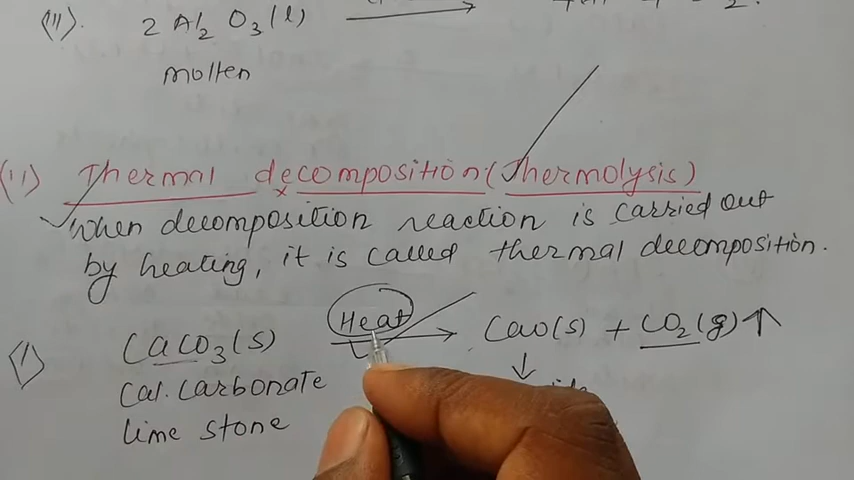 (ii). 2 Al2 O3 (l)
molten
(ii) Thermal decomposition (Thermolysis)
When decomposition reaction is carried out
by heating, it is called thermal decomposition.
(i) CaCO3 (s) Heat → CaO(s) + CO2 (g) ↑
Cal. carbonate
lime stone